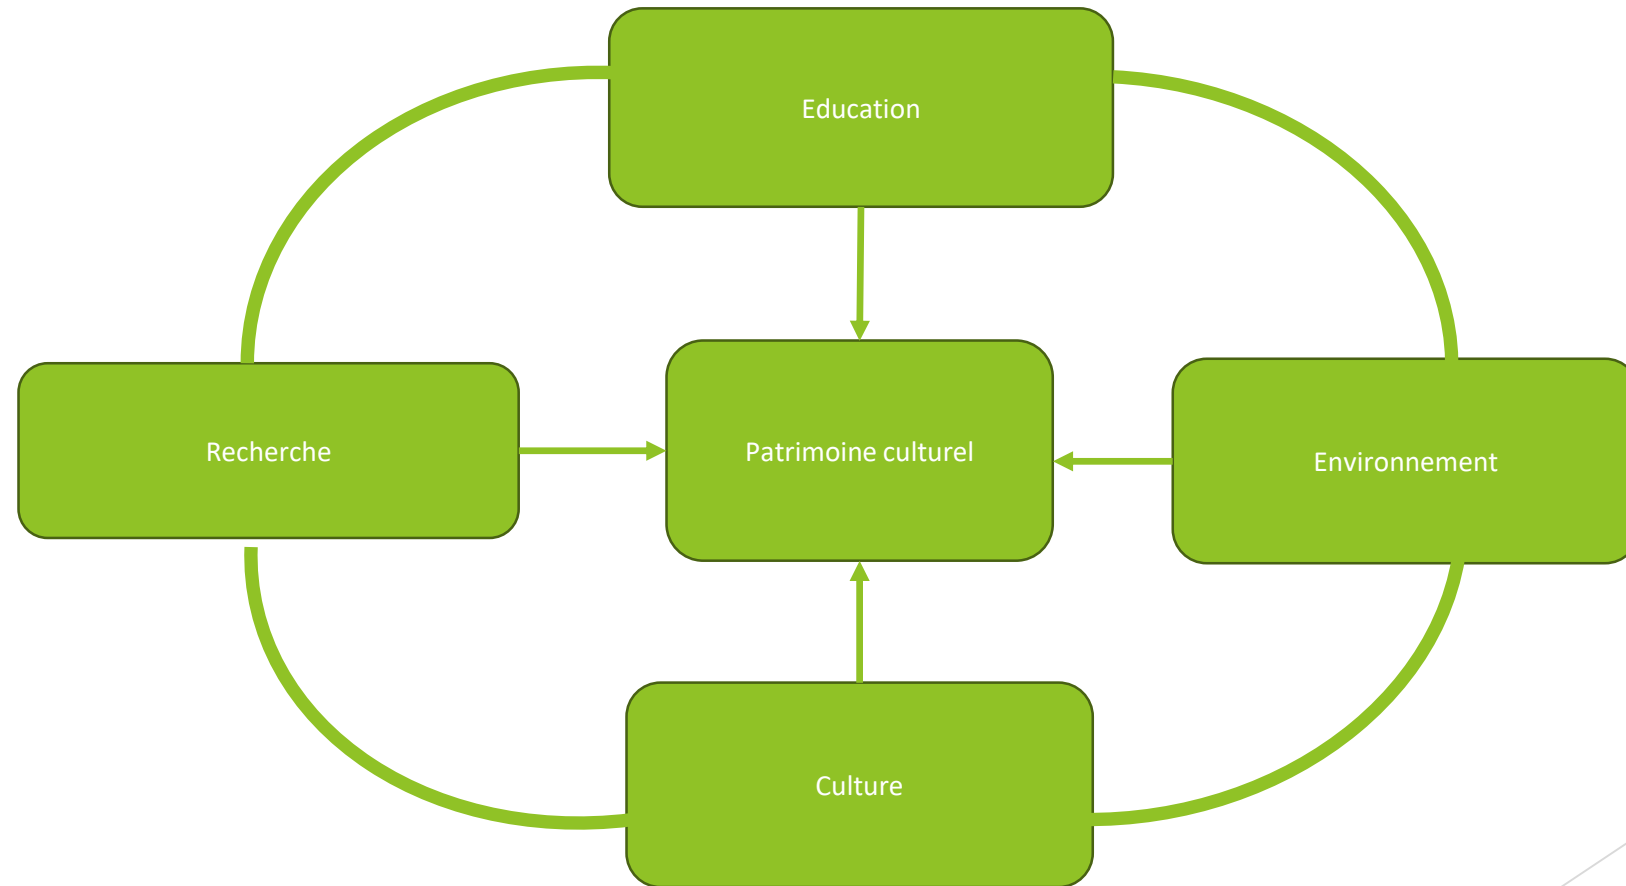 Education
Recherche
Patrimoine culturel
Environnement
Culture